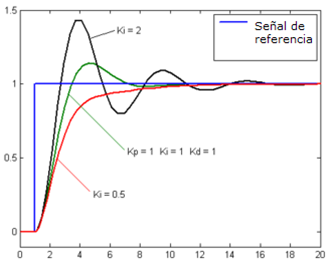 1.5
Ki = 2
Señal de
referencia
1
Kp = 1 Ki = 1 Kd = 1
0.5
Ki = 0.5
0
0 2 4 6 8 10 12 14 16 18 20